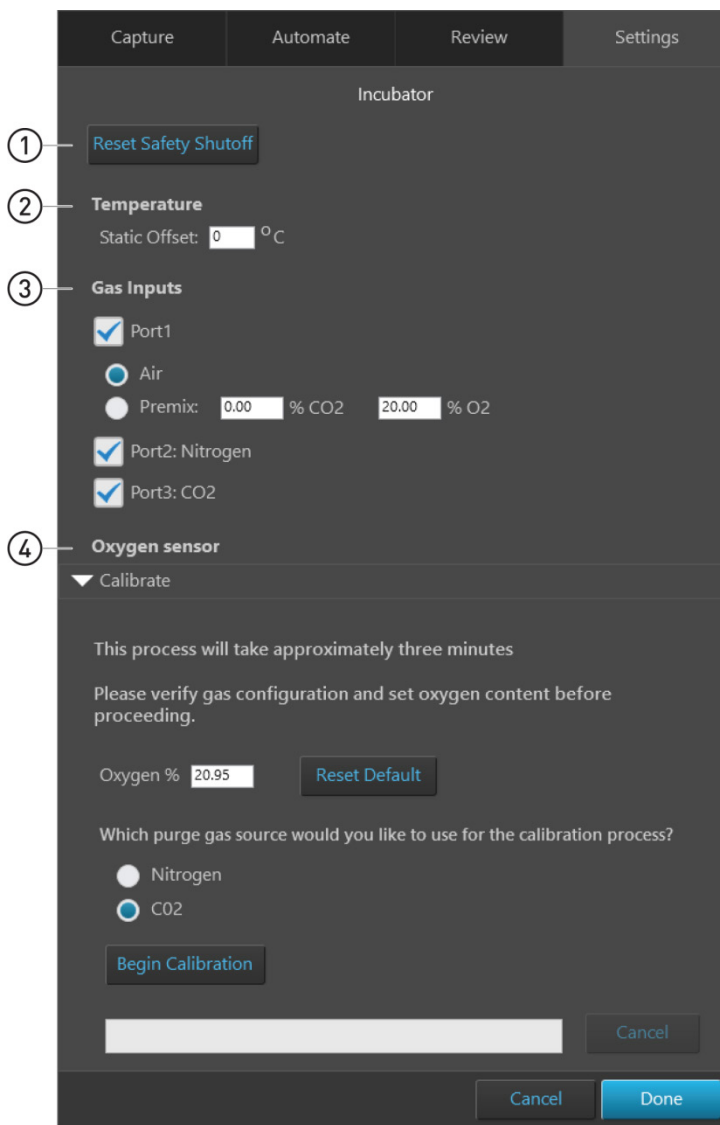 Capture Automate Review Settings
Incubator
1 Reset Safety Shutoff
2 Temperature
Static Offset: 0 °C
3 Gas Inputs
Port1
Air
Premix: 0.00 % CO2 20.00 % O2
Port2: Nitrogen
Port3: CO2
4 Oxygen sensor
Calibrate
This process will take approximately three minutes
Please verify gas configuration and set oxygen content before
proceeding.
Oxygen % 20.95 Reset Default
Which purge gas source would you like to use for the calibration process?
Nitrogen
C02
Begin Calibration
Cancel
Cancel Done